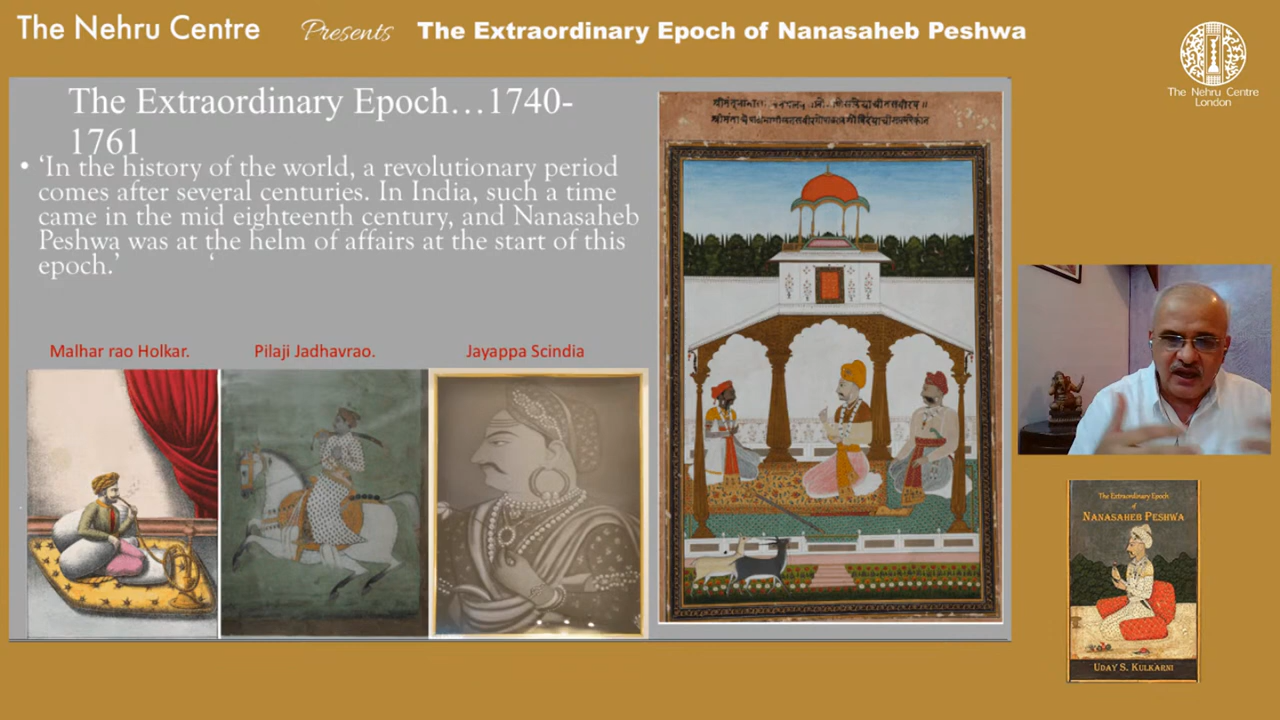 The Nehru Centre
Presents
The Extraordinary Epoch of Nanasaheb Peshwa
The Nehru Centre
London
The Extraordinary Epoch…1740-
1761
• ‘In the history of the world, a revolutionary period
comes after several centuries. In India, such a time
came in the mid eighteenth century, and Nanasaheb
Peshwa was at the helm of affairs at the start of this
epoch.’ ‘
Malhar rao Holkar.
Pilaji Jadhavrao.
Jayappa Scindia
The Extraordinary Epoch
of
NANASAHEB PESHWA
UDAY S. KULKARNI